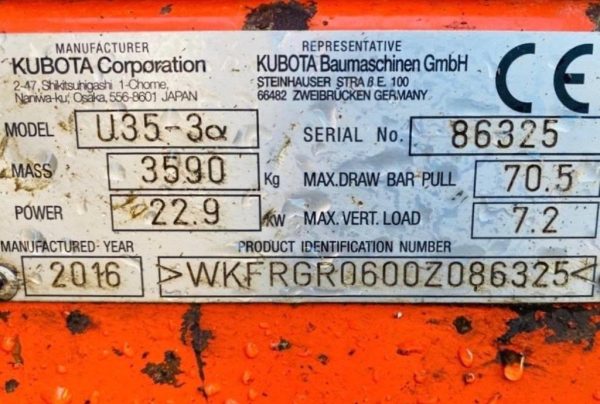 MANUFACTURER
KUBOTA Corporation
2-47, Shikitsuhigashi 1-Chome,
Naniwa-ku, Osaka, 556-8601 JAPAN
REPRESENTATIVE
KUBOTA Baumaschinen GmbH
STEINHAUSER STRAßE. 100
66482 ZWEIBRÜCKEN GERMANY
CE
MODEL U35-3α SERIAL No. 86325
MASS 3590 Kg MAX.DRAW BAR PULL 70.5
POWER 22.9 KW MAX. VERT. LOAD 7.2
MANUFACTURED YEAR PRODUCT IDENTIFICATION NUMBER
2016 >WKFRGR0600Z086325<